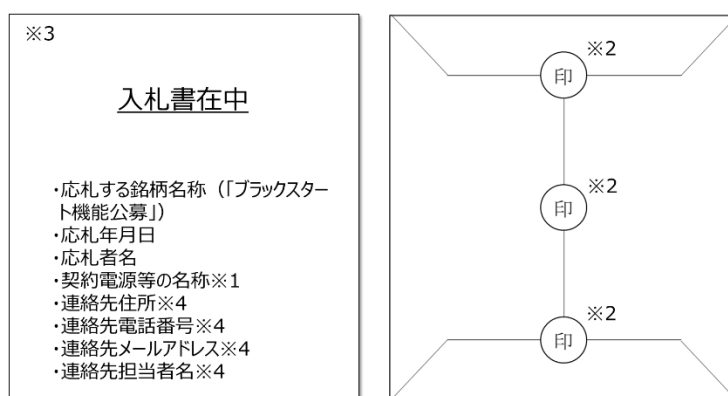 ※3
入札書在中
・応札する銘柄名称（「ブラックスター
ト機能公募」）
・応札年月日
・応札者名
・契約電源等の名称※1
・連絡先住所※4
・連絡先電話番号※4
・連絡先メールアドレス※4
・連絡先担当者名※4
※2
印
※2
印
※2
印